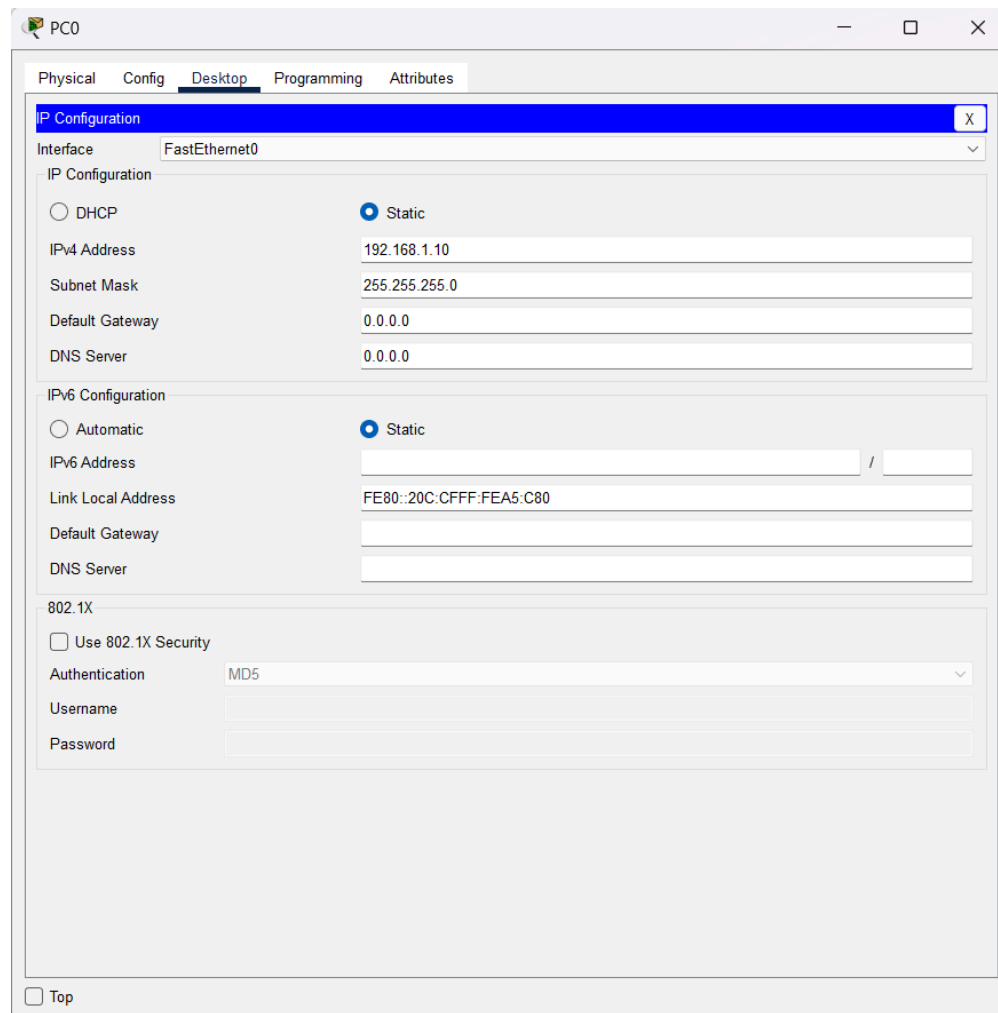 PC0
Physical Config Desktop Programming Attributes
IP Configuration X
Interface FastEthernet0
IP Configuration
DHCP Static
IPv4 Address 192.168.1.10
Subnet Mask 255.255.255.0
Default Gateway 0.0.0.0
DNS Server 0.0.0.0
IPv6 Configuration
Automatic Static
IPv6 Address /
Link Local Address FE80::20C:CFFF:FEA5:C80
Default Gateway
DNS Server
802.1X
Use 802.1X Security
Authentication MD5
Username
Password
Top